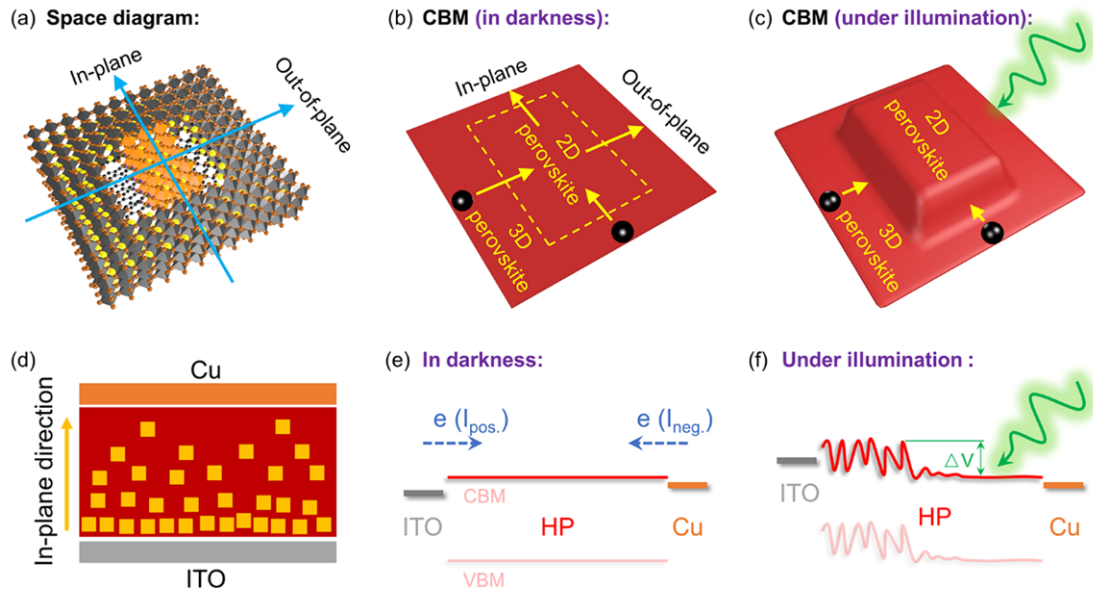 (a) Space diagram:
In-plane
Out-of-plane
(b) CBM (in darkness):
In-plane
Out-of-plane
2D
perovskite
3D
perovskite
(c) CBM (under illumination):
2D
perovskite
3D
perovskite
(d)
Cu
In-plane direction
ITO
(e) In darkness:
e (Ipos.)
e (Ineg.)
CBM
ITO
HP
Cu
VBM
(f) Under illumination :
ΔV
ITO
HP
Cu